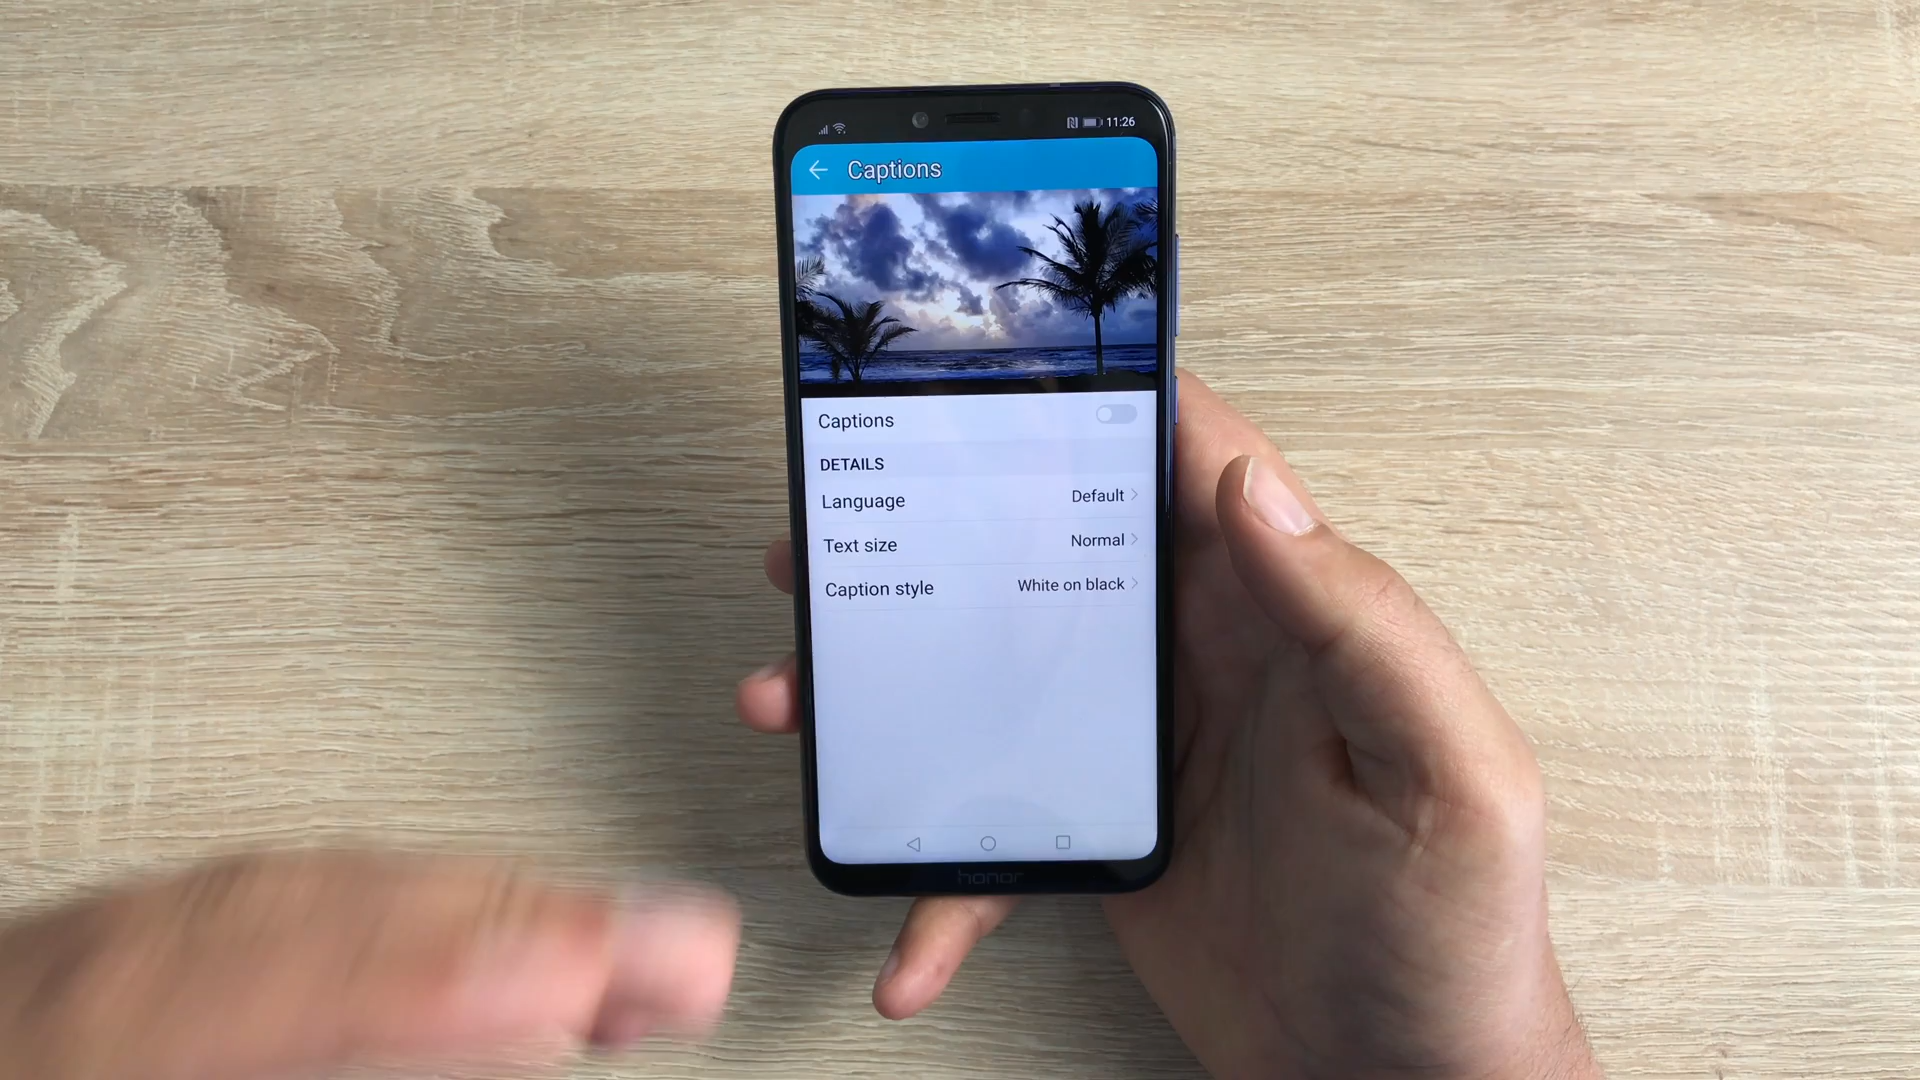 11:26
Captions
Captions
DETAILS
Language Default
Text size Normal
Caption style White on black
honor